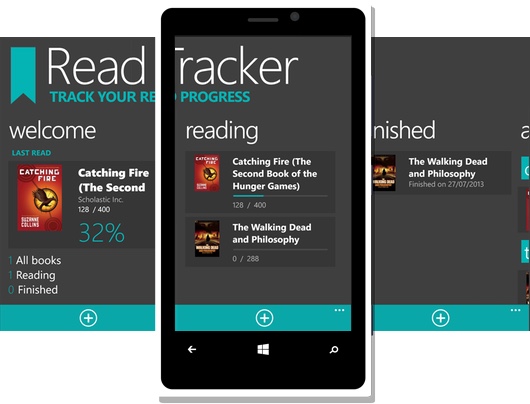 Read Tracker
TRACK YOUR READ PROGRESS
welcome
LAST READ
CATCHING
FIRE
SUZANNE
COLLINS
Catching Fire
(The Second
Scholastic Inc.
128 / 400
32%
1 All books
1 Reading
0 Finished
reading
CATCHING
FIRE
Catching Fire (The
Second Book of the
Hunger Games)
128 / 400
The Walking Dead
and Philosophy
0 / 288
nished
The Walking Dead
and Philosophy
Finished on 27/07/2013
a
t